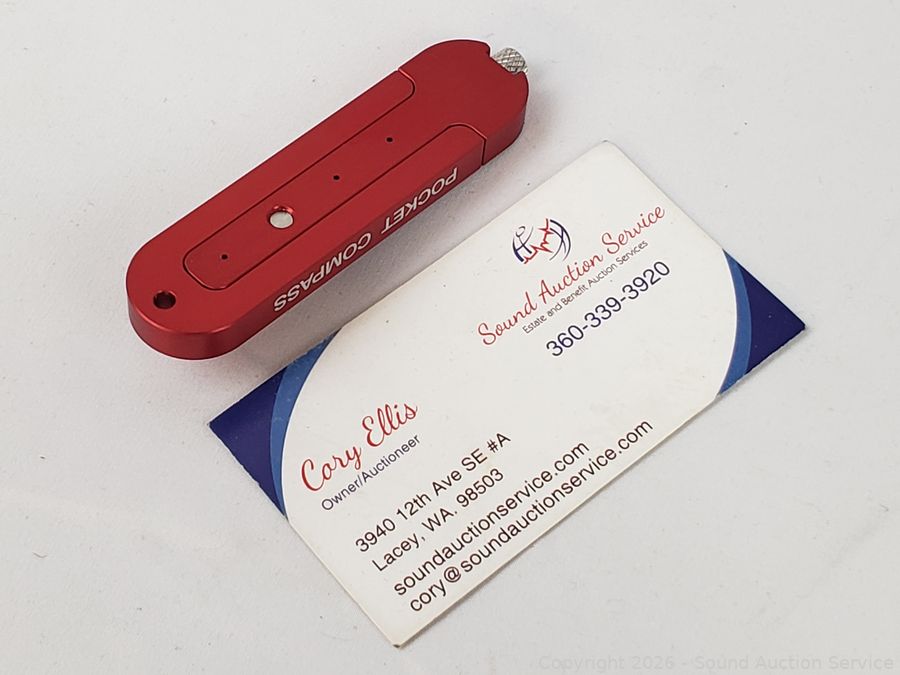 POCKET COMPASS
Sound Auction Service
Estate and Benefit Auction Services
360-339-3920
Cory Ellis
Owner/Auctioneer
3940 12th Ave SE #A
Lacey, WA. 98503
soundauctionservice.com
cory@soundauctionservice.com
Copyright 2026 - Sound Auction Service